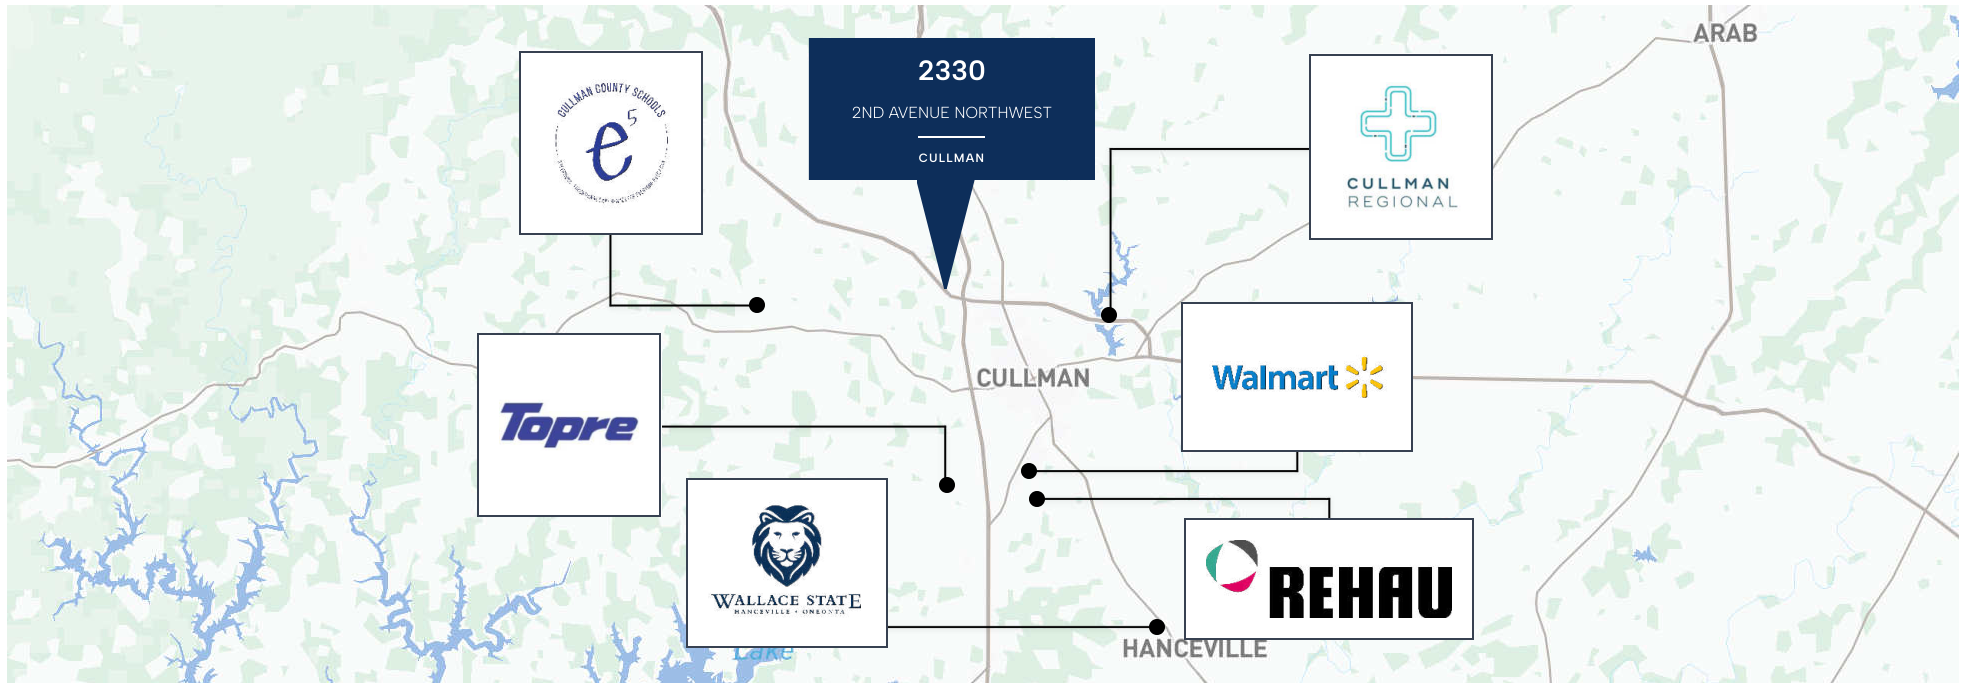 ARAB
CULLMAN COUNTY SCHOOLS
e5
2330
2ND AVENUE NORTHWEST
CULLMAN
CULLMAN
REGIONAL
CULLMAN
Walmart
Topre
WALLACE STATE
HANCEVILLE • ONEONTA
REHAU
HANCEVILLE
Lake